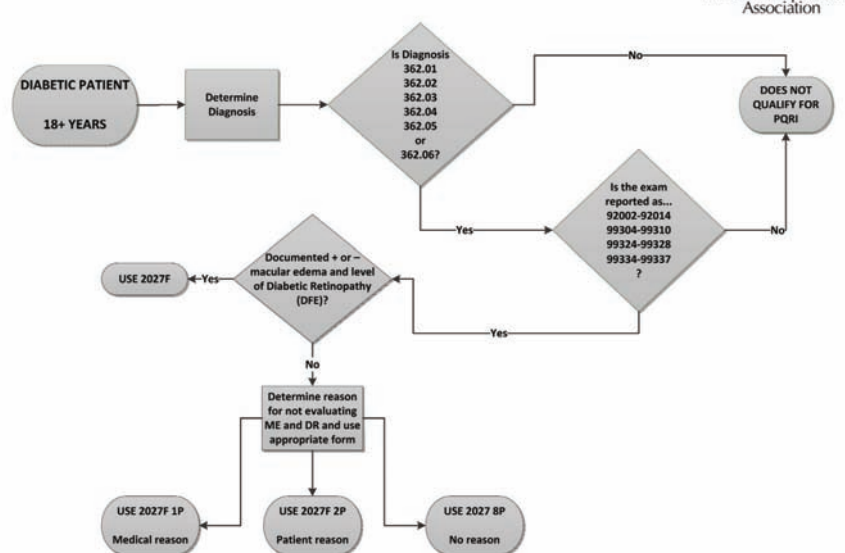 Association
DIABETIC PATIENT
18+ YEARS
Determine
Diagnosis
Is Diagnosis
362.01
362.02
362.03
362.04
362.05
or
362.06?
No
DOES NOT
QUALIFY FOR
PQRI
Yes
Is the exam
reported as...
92002-92014
99304-99310
99324-99328
99334-99337
?
No
Yes
Documented + or –
macular edema and level
of Diabetic Retinopathy
(DFE)?
Yes
USE 2027F
No
Determine reason
for not evaluating
ME and DR and use
appropriate form
USE 2027F 1P
Medical reason
USE 2027F 2P
Patient reason
USE 2027 8P
No reason